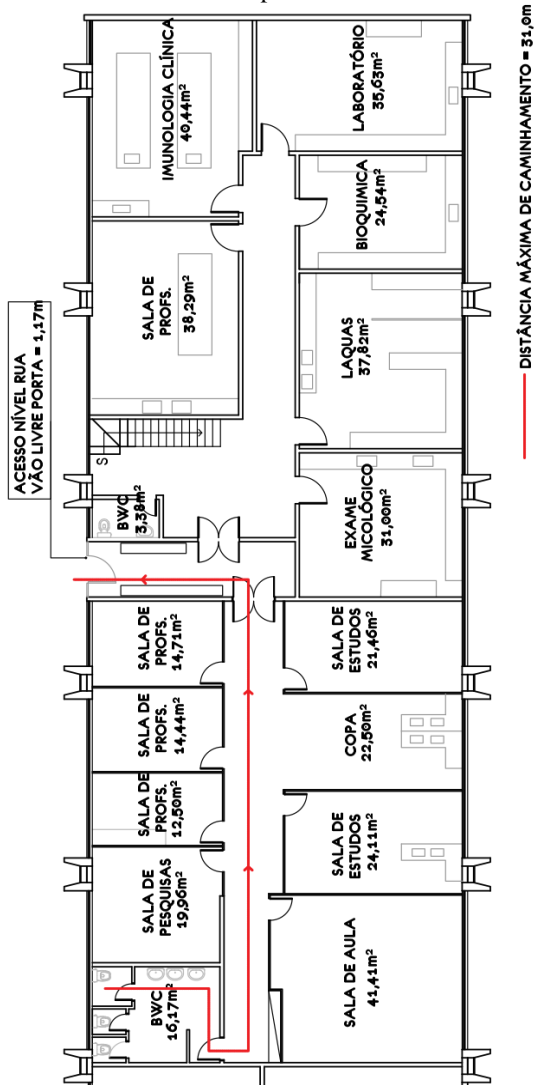 IMUNOLOGIA CLÍNICA
40,44m²
LABORATÓRIO
35,63m²
BIOQUIMICA
24,54m²
SALA DE
PROFS.
38,29m²
LAQUAS
37,82m²
ACESSO NÍVEL RUA
VÃO LIVRE PORTA = 1,17m
S
BWC
3,38m²
EXAME
MICOLÓGICO
31,00m²
SALA DE
PROFS.
14,71m²
SALA DE
ESTUDOS
21,46m²
SALA DE
PROFS.
14,44m²
COPA
22,50m²
SALA DE
PROFS.
12,50m²
SALA DE
ESTUDOS
24,11m²
SALA DE
PESQUISAS
19,96m²
SALA DE AULA
41,41m²
BWC
16,17m²
DISTÂNCIA MÁXIMA DE CAMINHAMENTO = 31,0m